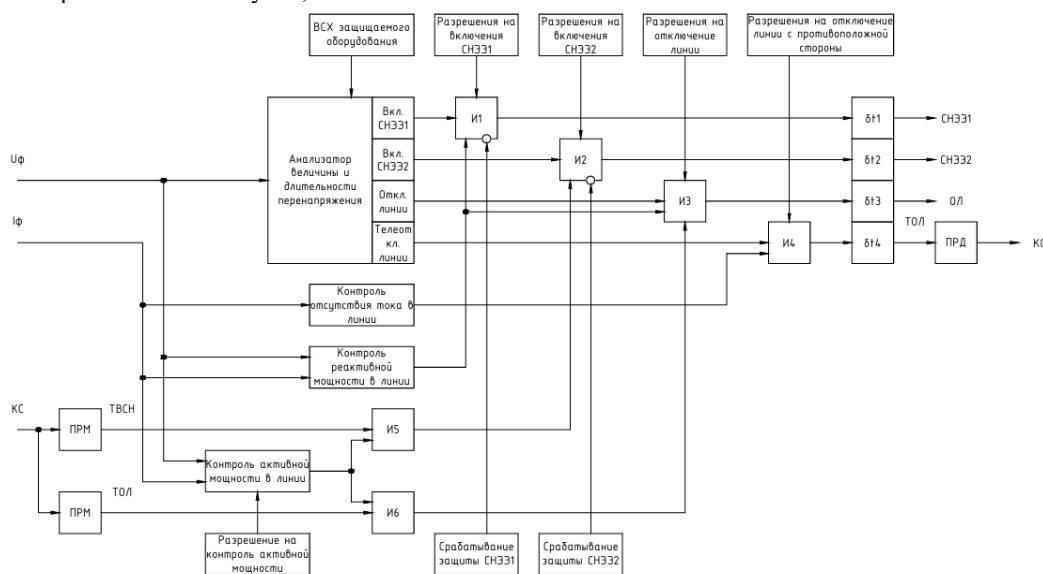 ВСХ защищаемого
оборудования
Разрешения на
включения
СНЭЭ1
Разрешения на
включения
СНЭЭ2
Разрешения на
отключение
линии
Разрешения на отключение
линии с противоположной
стороны
Uф
Iф
Анализатор
величины и
длительности
перенапряжения
Вкл.
СНЭЭ1
Вкл.
СНЭЭ2
Откл.
линии
Телеот
кл. линии
И1
И2
И3
И4
δt1
δt2
δt3
δt4
СНЭЭ1
СНЭЭ2
ОЛ
ТОЛ
ПРД
КС
Контроль
отсутствия тока в
линии
Контроль
реактивной
мощности в линии
КС
ПРМ
ТВСН
И5
Контроль активной
мощности в линии
ПРМ
ТОЛ
И6
Разрешение на
контроль активной
мощности
Срабатывание
защиты СНЭЭ1
Срабатывание
защиты СНЭЭ2